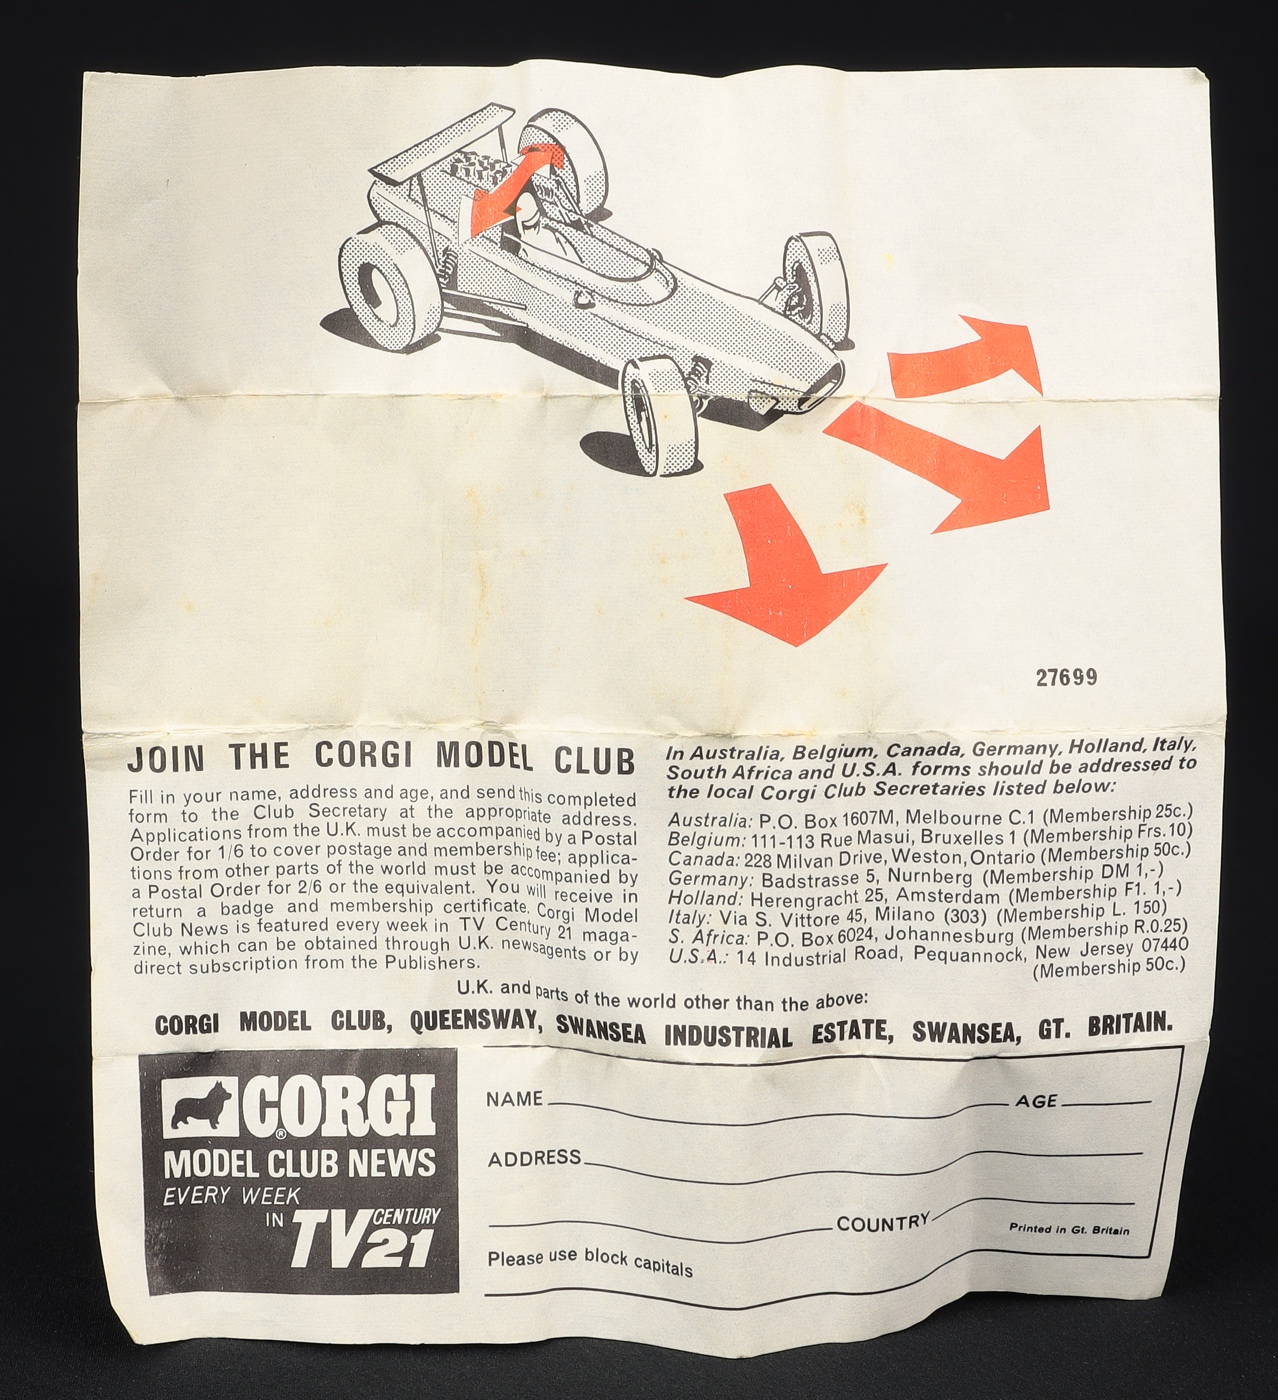 27699
JOIN THE CORGI MODEL CLUB
Fill in your name, address and age, and send this completed
form to the Club Secretary at the appropriate address.
Applications from the U.K. must be accompanied by a Postal
Order for 1/6 to cover postage and membership fee; applica-
tions from other parts of the world must be accompanied by
a Postal Order for 2/6 or the equivalent. You will receive in
return a badge and membership certificate. Corgi Model
Club News is featured every week in TV Century 21 maga-
zine, which can be obtained through U.K. newsagents or by
direct subscription from the Publishers.
In Australia, Belgium, Canada, Germany, Holland, Italy,
South Africa and U.S.A. forms should be addressed to
the local Corgi Club Secretaries listed below:
Australia: P.O. Box 1607M, Melbourne C.1 (Membership 25c.)
Belgium: 111-113 Rue Masui, Bruxelles 1 (Membership Frs.10)
Canada: 228 Milvan Drive, Weston, Ontario (Membership 50c.)
Germany: Badstrasse 5, Nurnberg (Membership DM 1,-)
Holland: Herengracht 25, Amsterdam (Membership F1. 1,-)
Italy: Via S. Vittore 45, Milano (303) (Membership L. 150)
S. Africa: P.O. Box 6024, Johannesburg (Membership R.0.25)
U.S.A.: 14 Industrial Road, Pequannock, New Jersey 07440
(Membership 50c.)
U.K. and parts of the world other than the above:
CORGI MODEL CLUB, QUEENSWAY, SWANSEA INDUSTRIAL ESTATE, SWANSEA, GT. BRITAIN.
CORGI®
MODEL CLUB NEWS
EVERY WEEK
IN TV CENTURY 21
NAME AGE
ADDRESS
COUNTRY
Printed in Gt. Britain
Please use block capitals